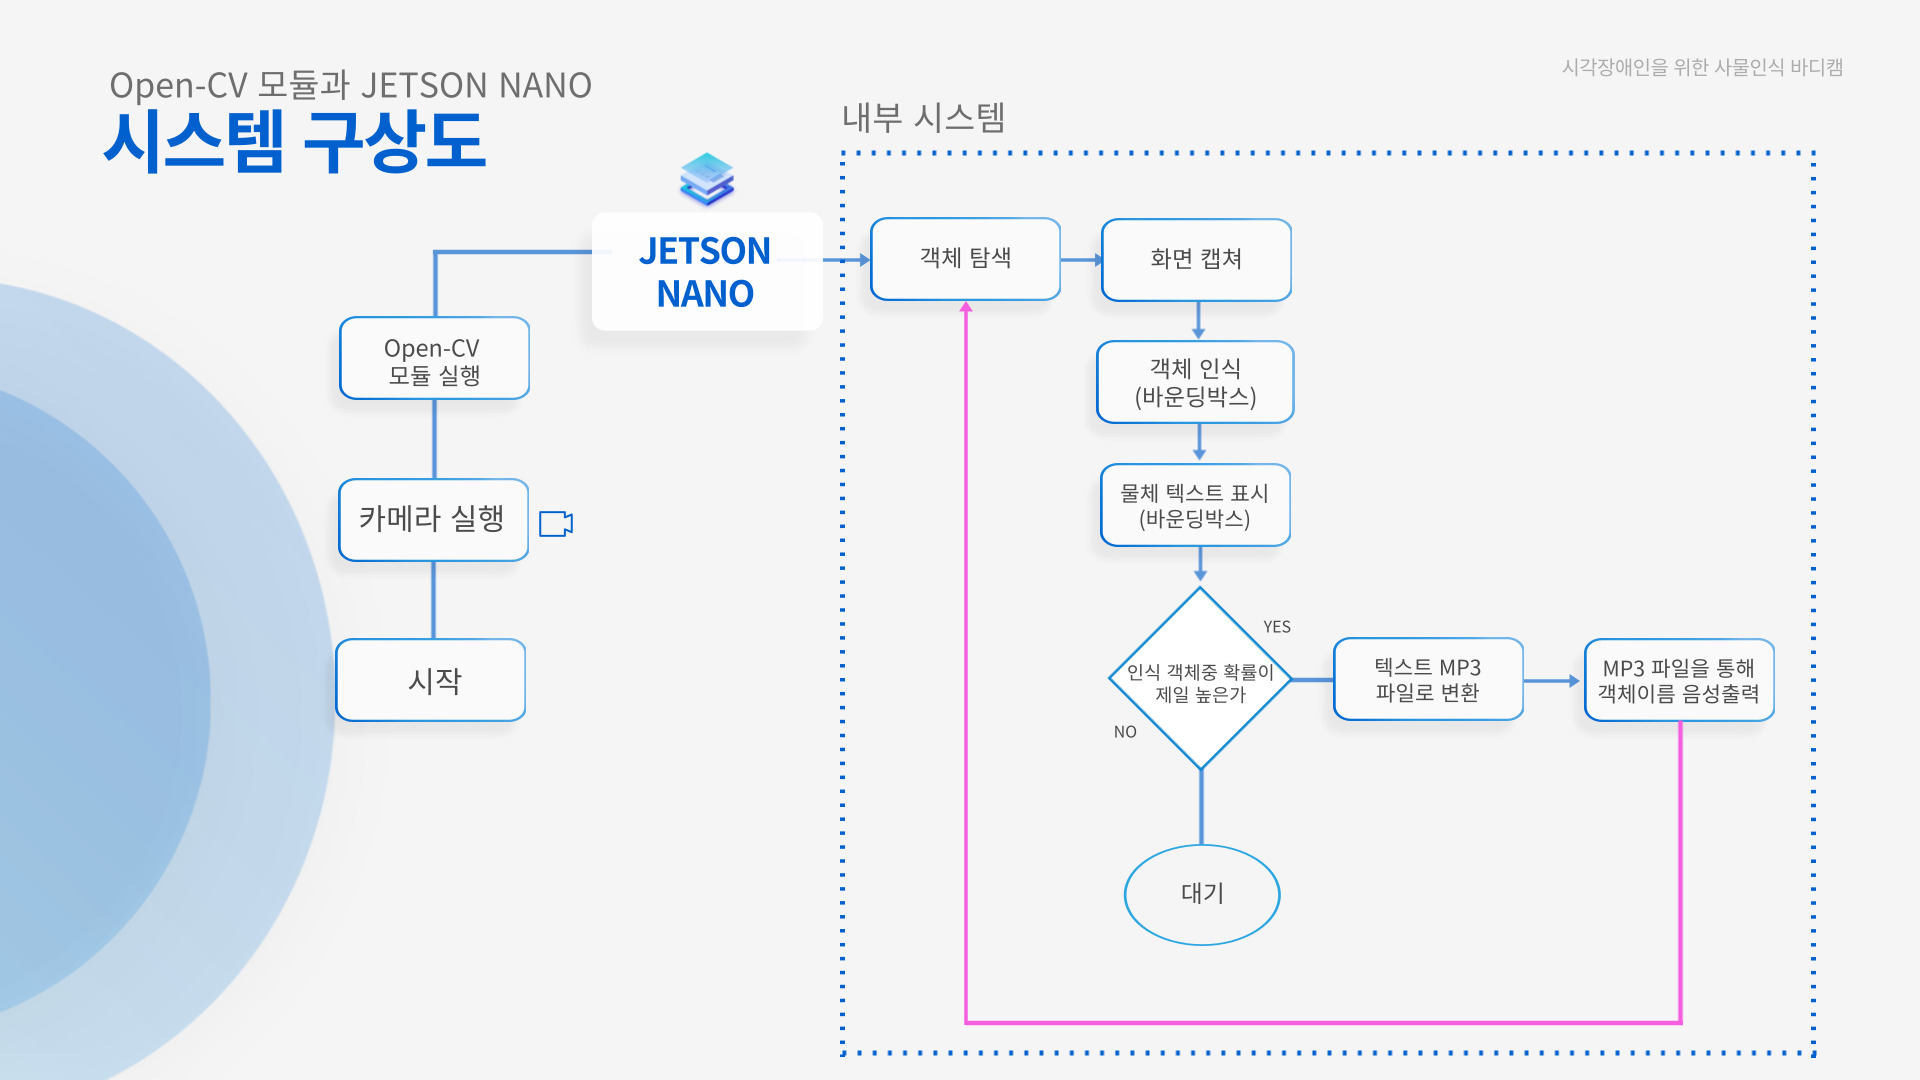 Open-CV 모듈과 JETSON NANO
시스템 구상도
시각장애인을 위한 사물인식 바디캠
내부 시스템
JETSON
NANO
객체 탐색
화면 캡쳐
Open-CV
모듈 실행
객체 인식
(바운딩박스)
카메라 실행
물체 텍스트 표시
(바운딩박스)
시작
YES
인식 객체중 확률이
제일 높은가
NO
텍스트 MP3
파일로 변환
MP3 파일을 통해
객체이름 음성출력
대기